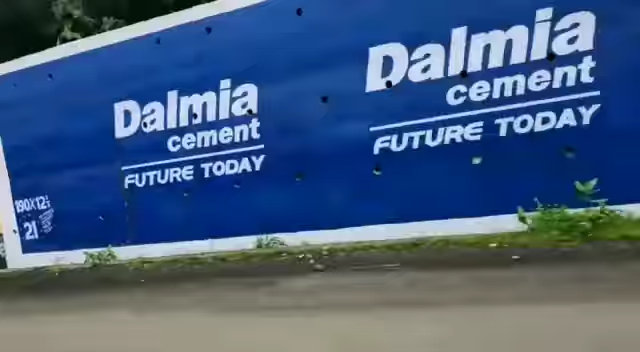 Dalmia
cement
FUTURE TODAY
Dalmia
cement
FUTURE TODAY
21